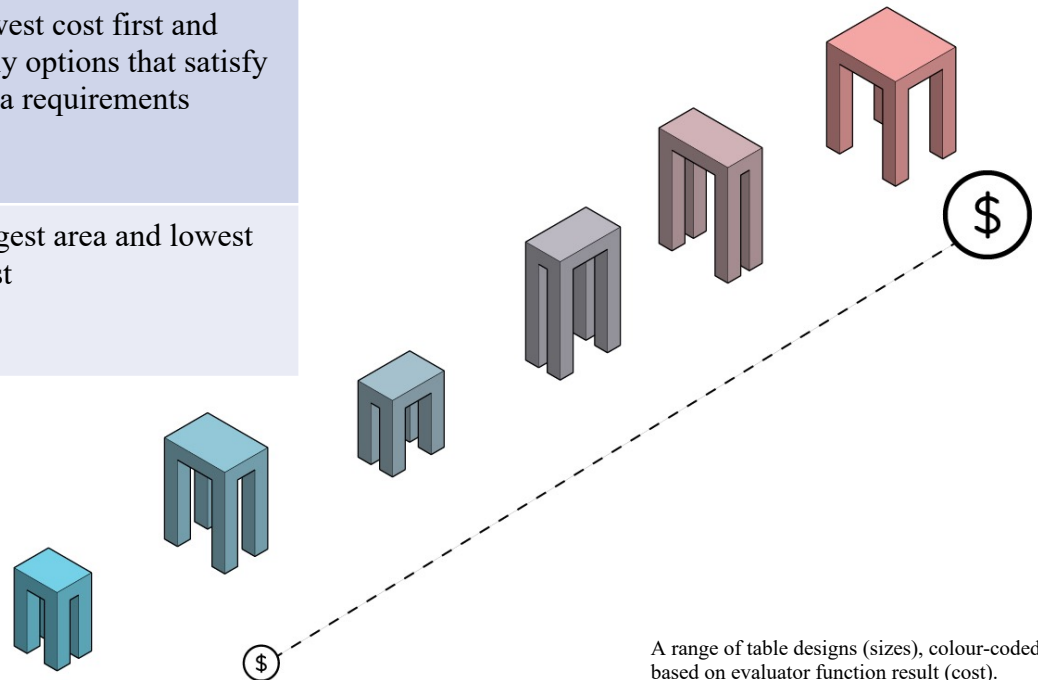 west cost first and
y options that satisfy
a requirements
gest area and lowest
st
$
$
A range of table designs (sizes), colour-coded
based on evaluator function result (cost).